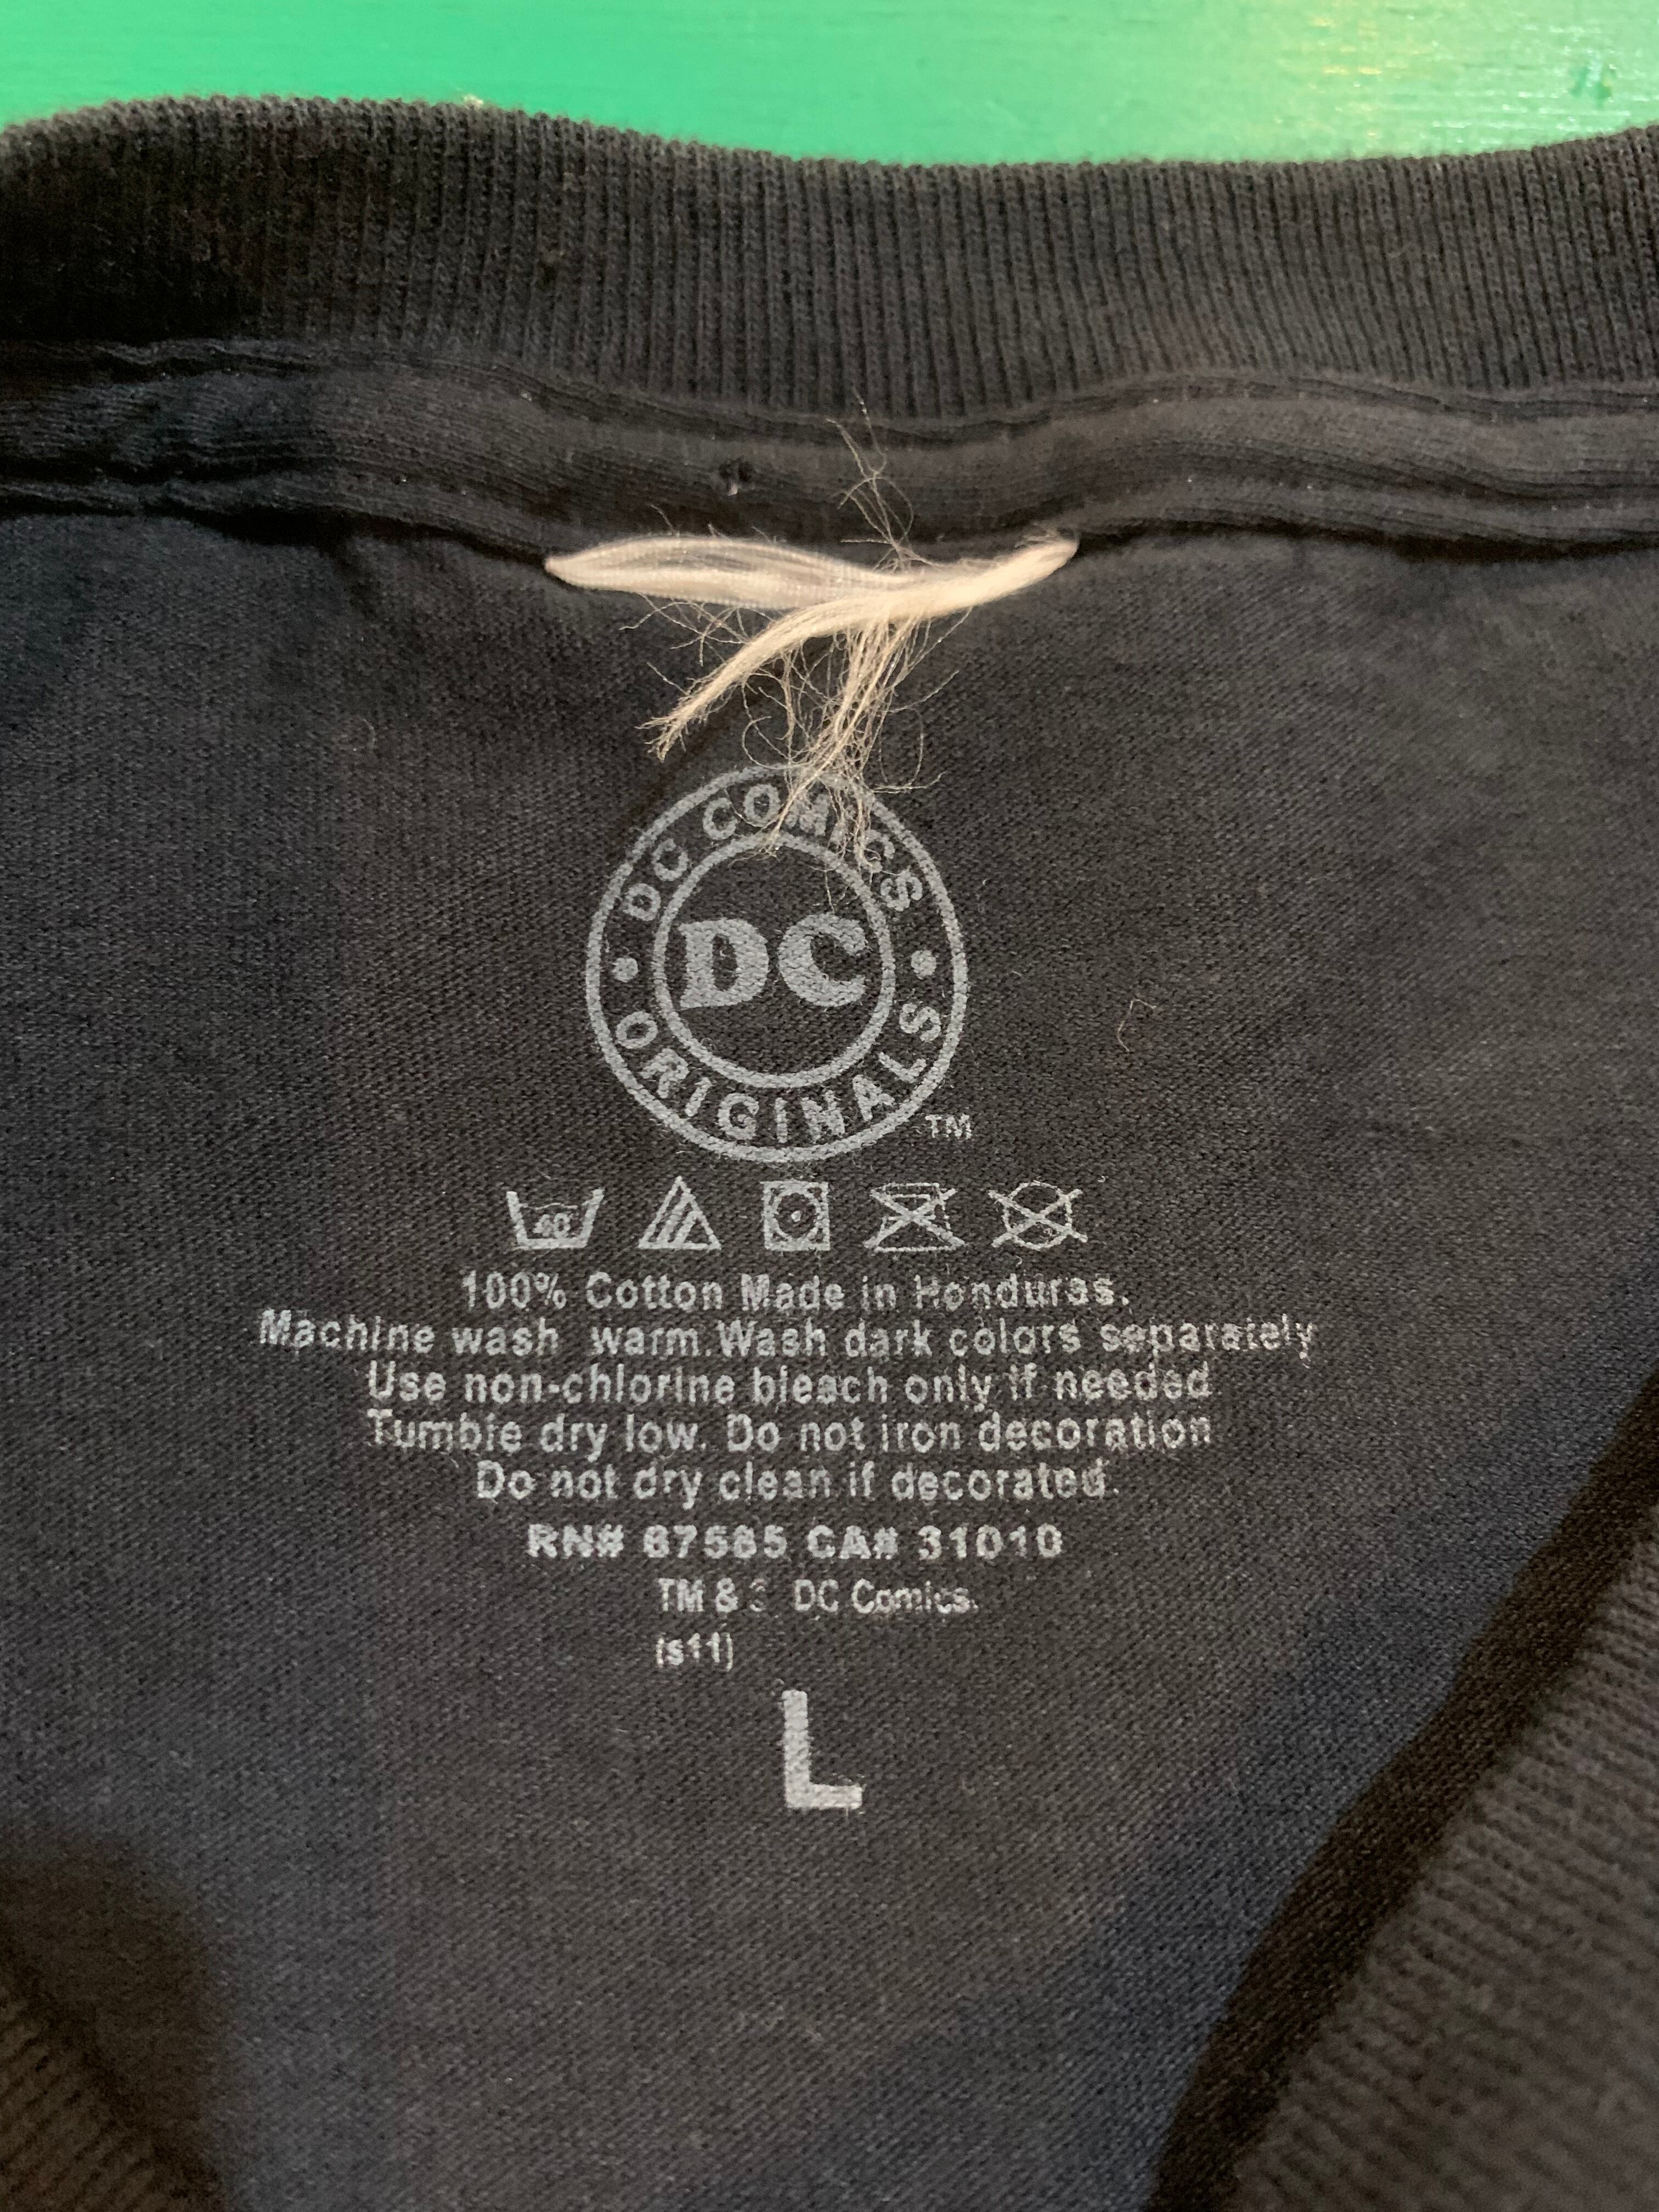 DC COMICS
DC
ORIGINALS
TM
40
100% Cotton Made in Honduras.
Machine wash warm.Wash dark colors separately
Use non-chlorine bleach only if needed
Tumble dry low. Do not iron decoration
Do not dry clean if decorated.
RN# 67585 CA# 31010
TM & DC Comics.
(s11)
L